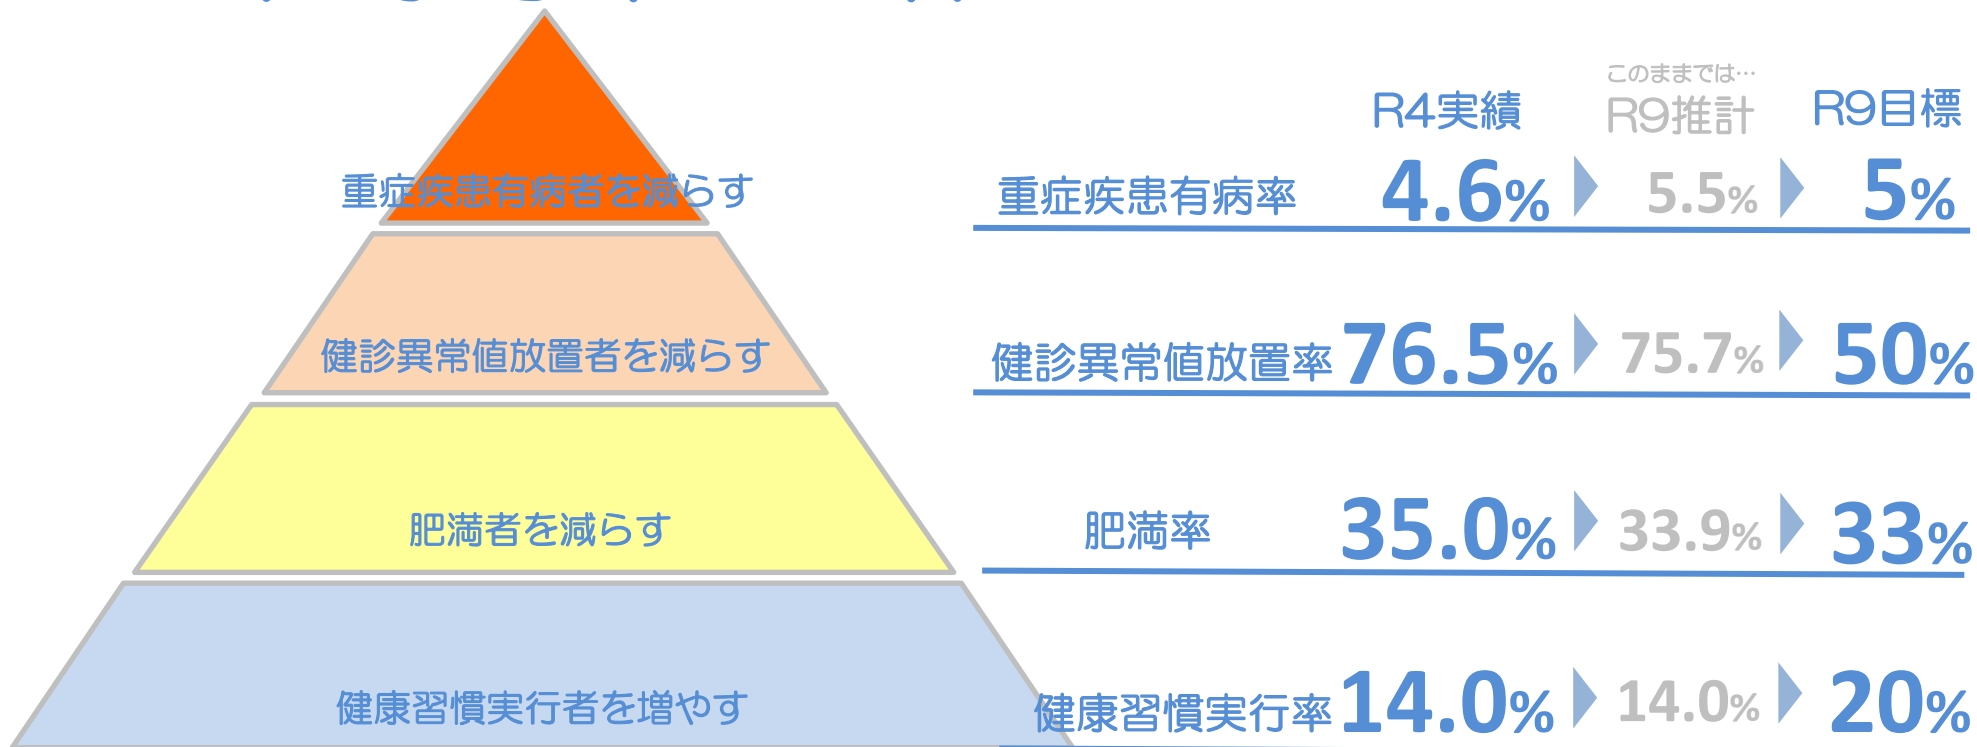 このままでは…
R4実績 R9推計 R9目標
重症疾患有病者を減らす
重症疾患有病率 4.6% 5.5% 5%
健診異常値放置者を減らす
健診異常値放置率 76.5% 75.7% 50%
肥満者を減らす
肥満率 35.0% 33.9% 33%
健康習慣実行者を増やす
健康習慣実行率 14.0% 14.0% 20%